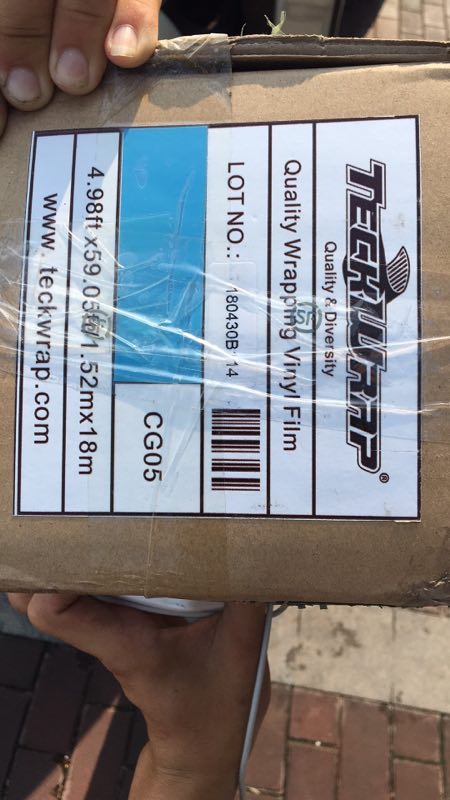 TECKWRAP®
Quality & Diversity
Quality Wrapping Vinyl Film
LOT NO.: 180430B 14
CG05
4.98ft x59.05ft/1.52mx18m
www.teckwrap.com